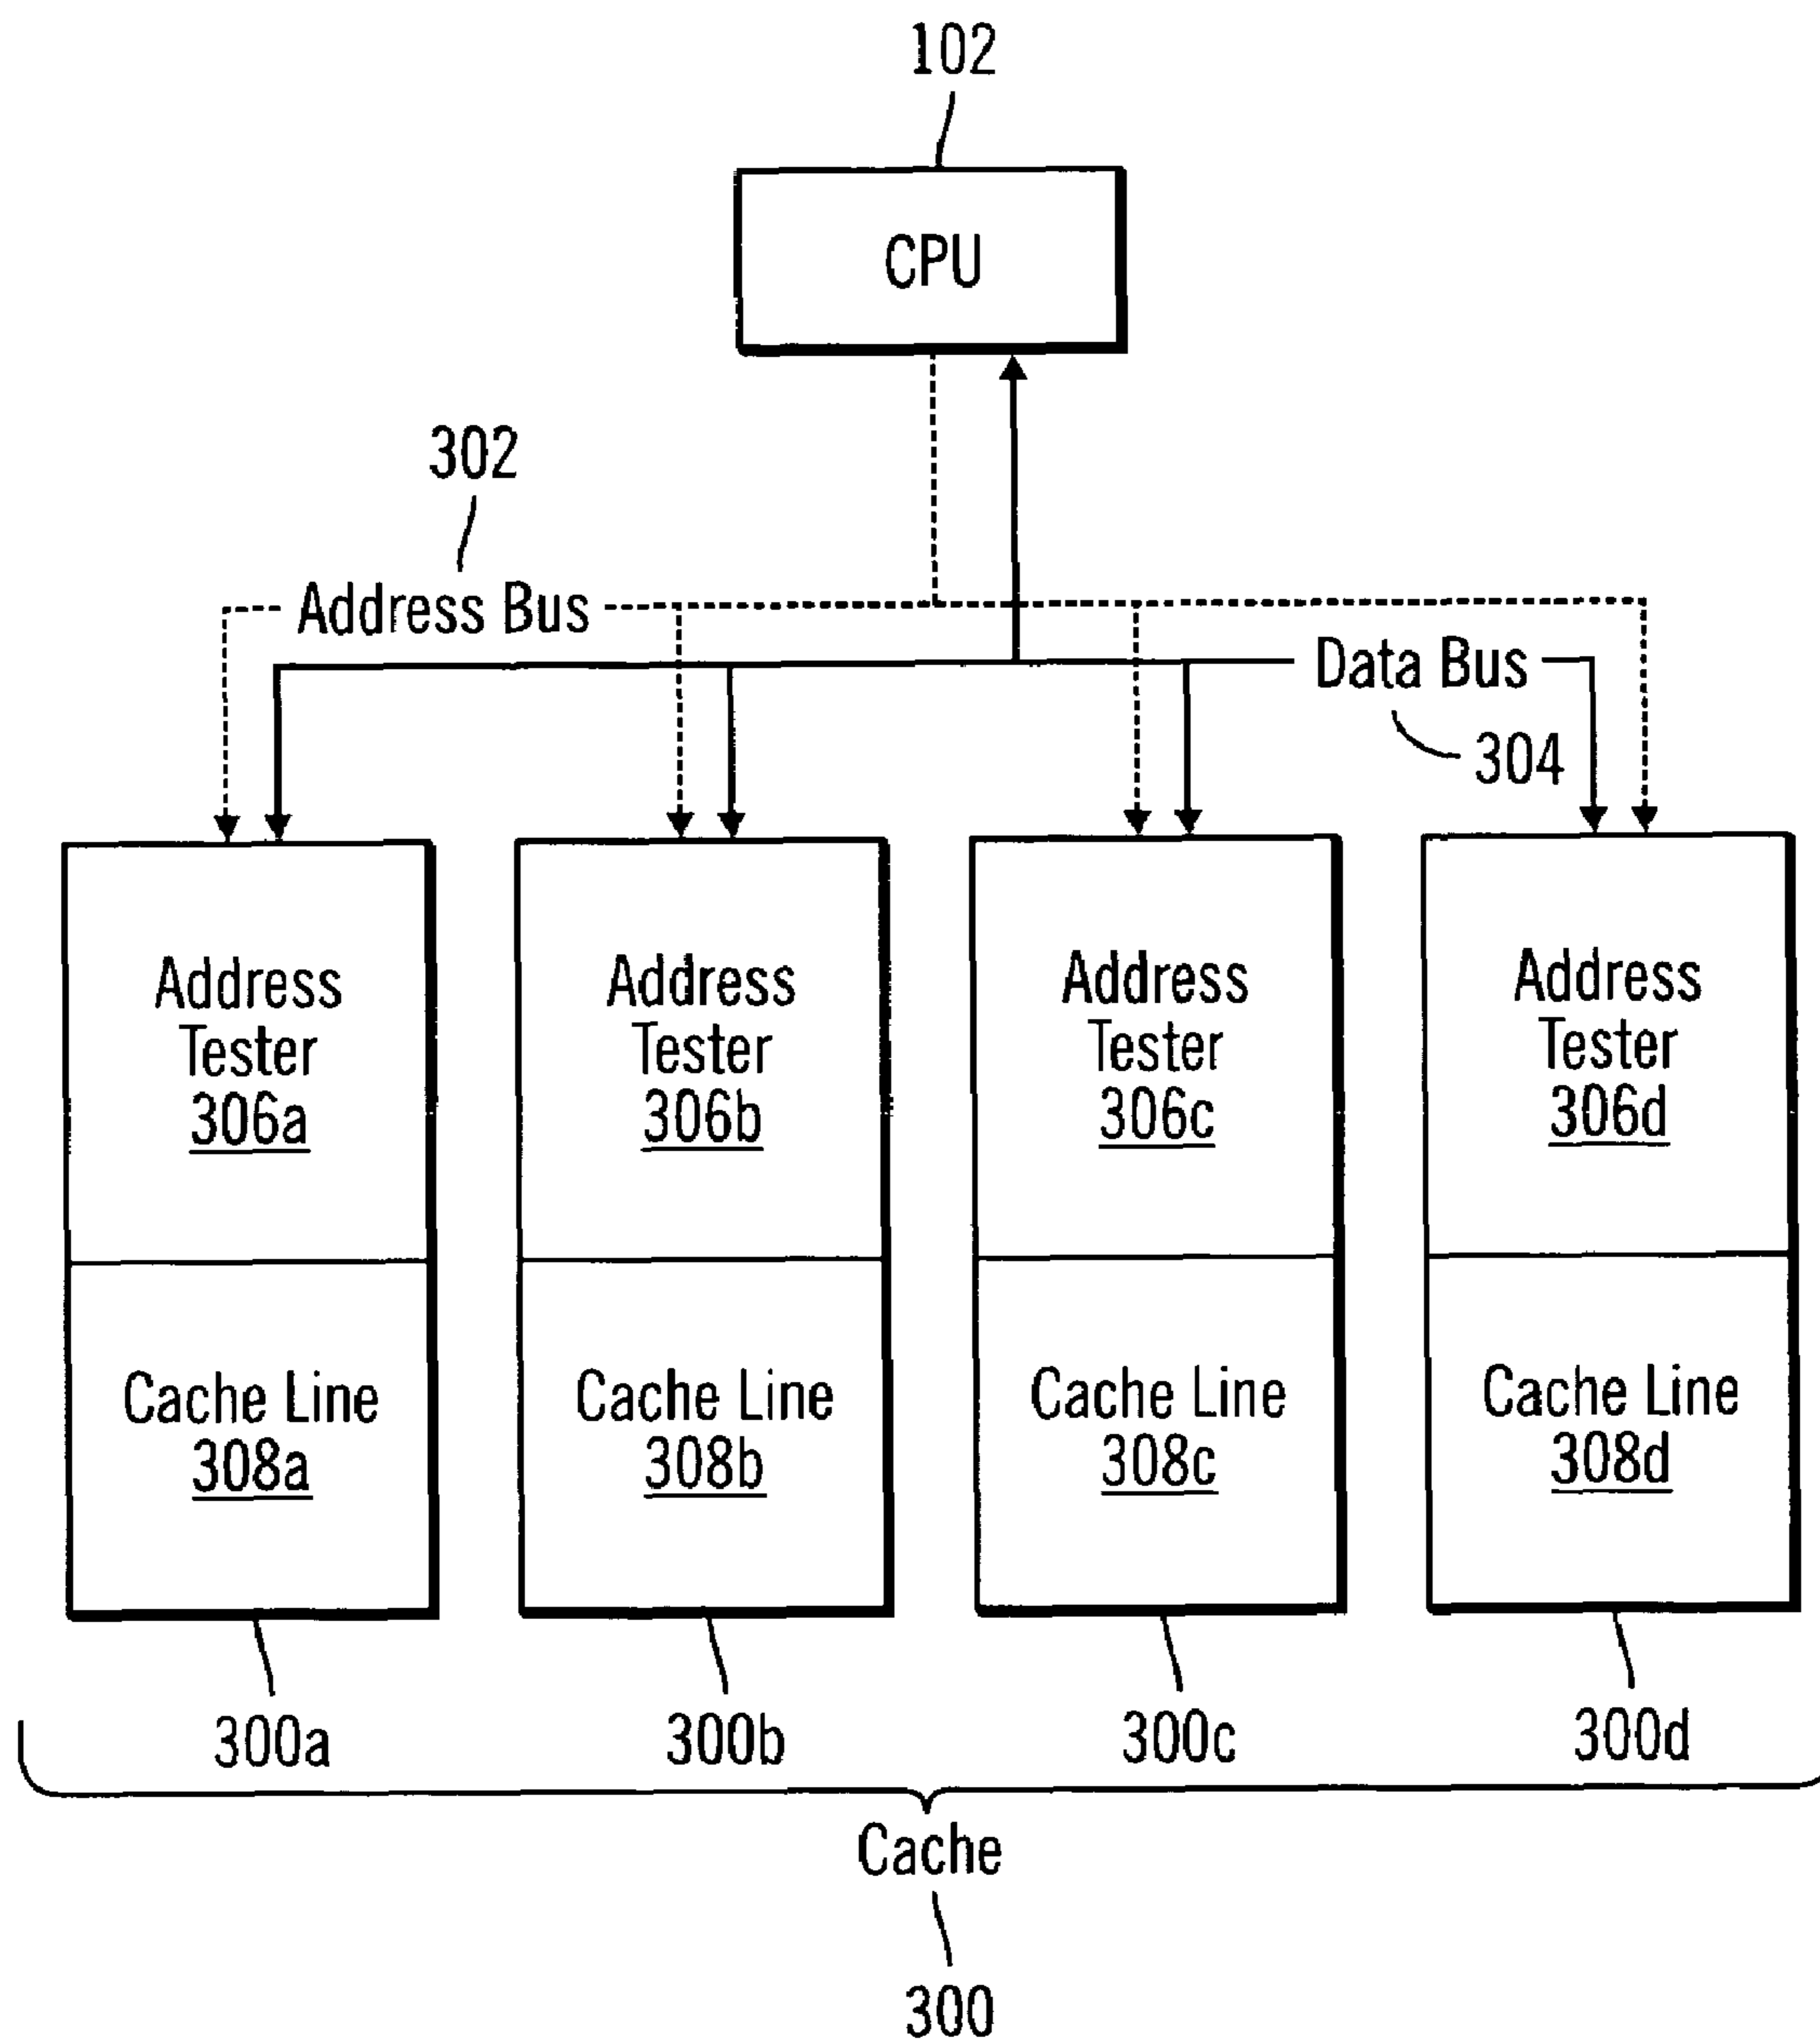 102
CPU
302
Address Bus
Data Bus
304
Address
Tester
306a
Address
Tester
306b
Address
Tester
306c
Address
Tester
306d
Cache Line
308a
Cache Line
308b
Cache Line
308c
Cache Line
308d
300a
300b
300c
300d
Cache
300